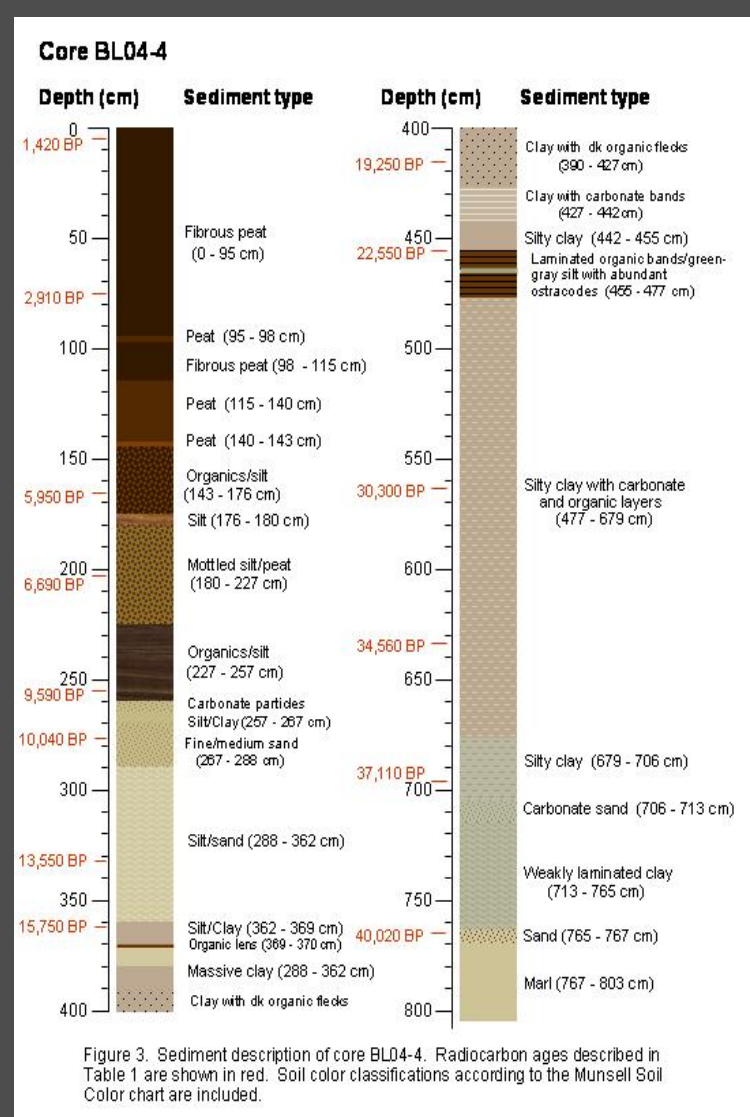 Core BL04-4
Depth (cm) Sediment type
0
1,420 BP
Fibrous peat
50
(0 - 95 cm)
2,910 BP
Peat (95 - 98 cm)
100
Fibrous peat (98 - 115 cm)
Peat (115 - 140 cm)
Peat (140 - 143 cm)
150
Organics/silt
(143 - 176 cm)
5,950 BP
Silt (176 - 180 cm)
Mottled silt/peat
200
(180 - 227 cm)
6,690 BP
Organics/silt
(227 - 257 cm)
250
9,590 BP
Carbonate particles
Silt/Clay (257 - 267 cm)
10,040 BP
Fine/medium sand
(267 - 288 cm)
300
Silt/sand (288 - 362 cm)
13,550 BP
350
15,750 BP
Silt/Clay (362 - 369 cm)
Organic lens (369 - 370 cm)
Massive clay (288 - 362 cm)
Clay with dk organic flecks
400
Depth (cm) Sediment type
400
Clay with dk organic flecks
(390 - 427 cm)
19,250 BP
Clay with carbonate bands
(427 - 442 cm)
450
Silty clay (442 - 455 cm)
22,550 BP
Laminated organic bands/green-
gray silt with abundant
ostracodes (455 - 477 cm)
500
550
30,300 BP
Silty clay with carbonate
and organic layers
(477 - 679 cm)
600
34,560 BP
650
Silty clay (679 - 706 cm)
37,110 BP
700
Carbonate sand (706 - 713 cm)
Weakly laminated clay
(713 - 765 cm)
750
40,020 BP
Sand (765 - 767 cm)
Marl (767 - 803 cm)
800
Figure 3. Sediment description of core BL04-4. Radiocarbon ages described in
Table 1 are shown in red. Soil color classifications according to the Munsell Soil
Color chart are included.